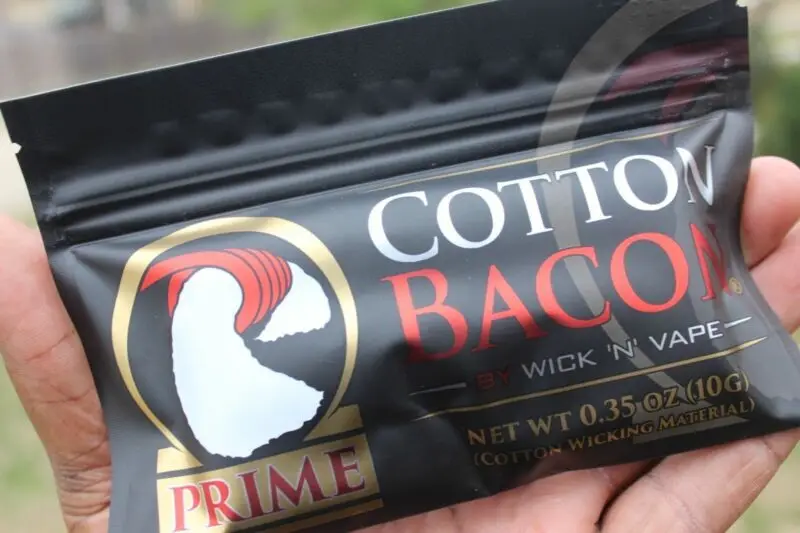 COTTON
BACON®
BY WICK 'N' VAPE
NET WT 0.35 OZ (10G)
(COTTON WICKING MATERIAL)
PRIME